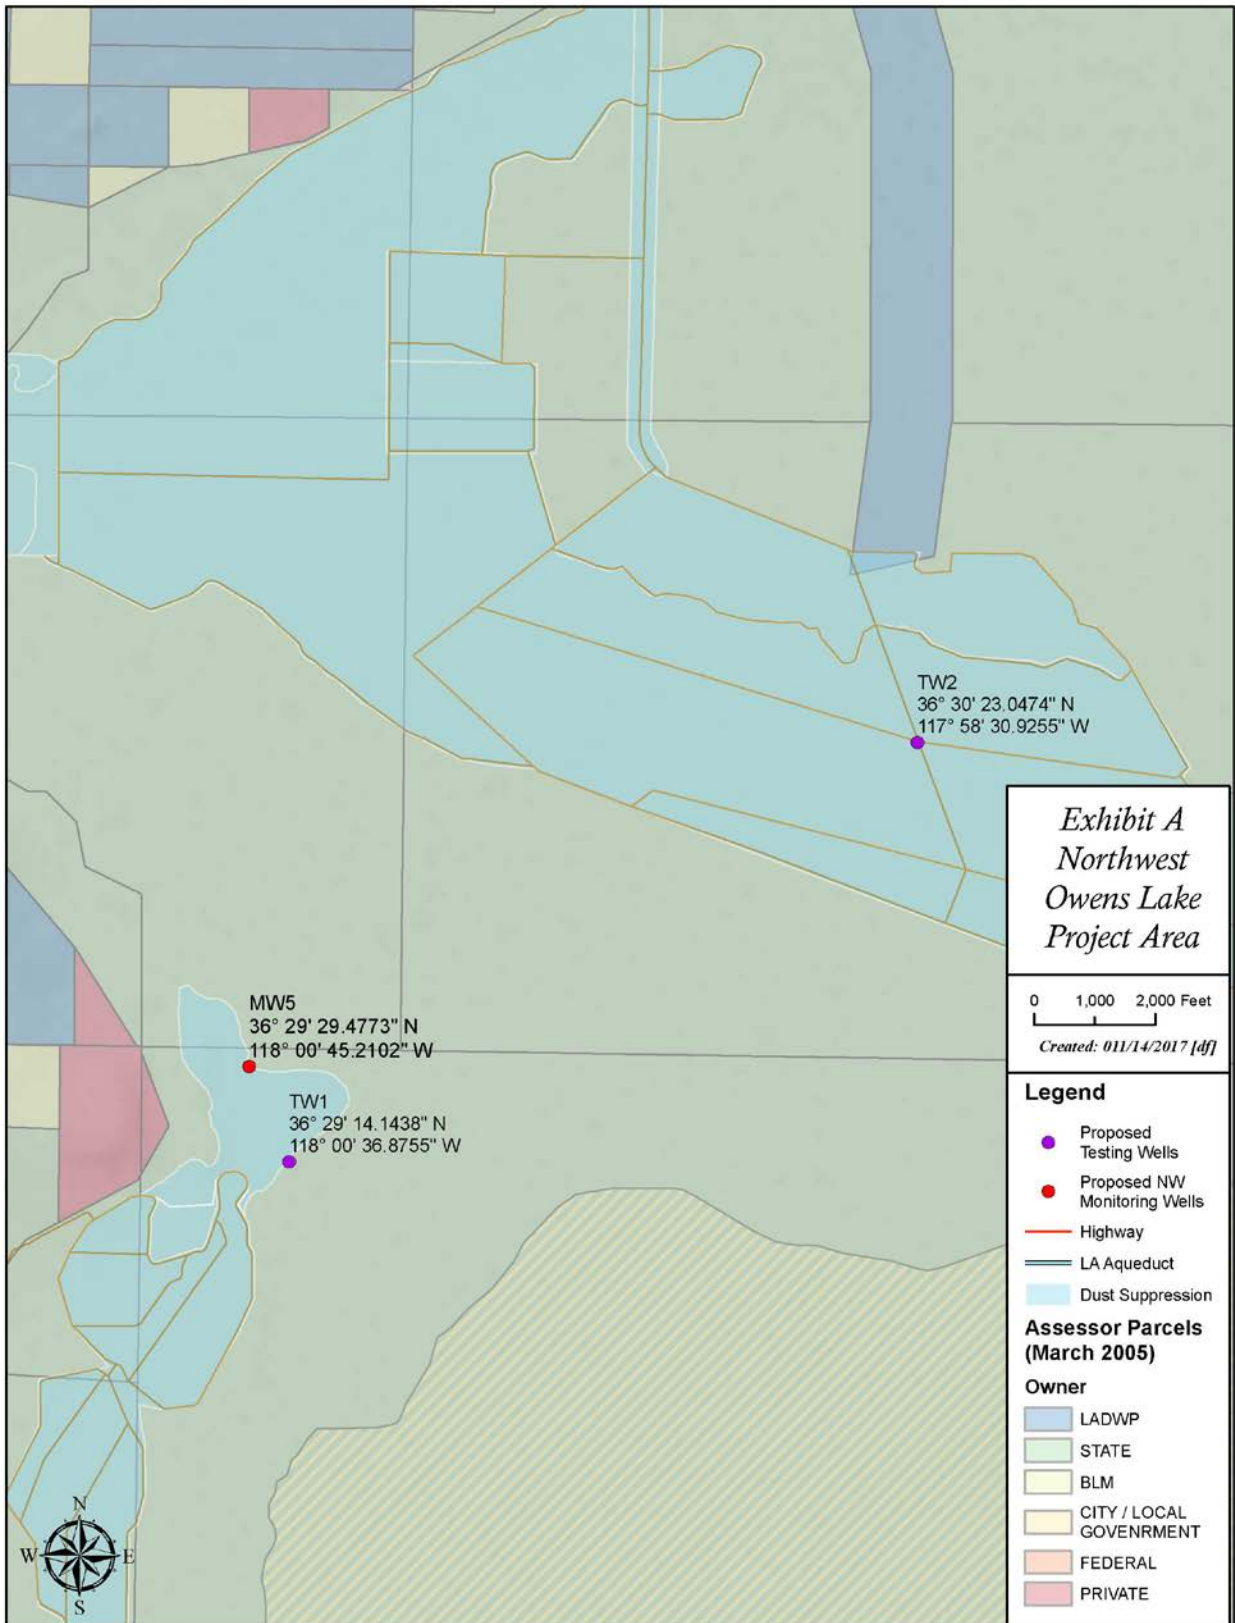 TW2
36° 30' 23.0474" N
117° 58' 30.9255" W
MW5
36° 29' 29.4773" N
118° 00' 45.2102" W
TW1
36° 29' 14.1438" N
118° 00' 36.8755" W
Exhibit A
Northwest
Owens Lake
Project Area
0 1,000 2,000 Feet
Created: 011/14/2017 [df]
Legend
Proposed
Testing Wells
Proposed NW
Monitoring Wells
Highway
LA Aqueduct
Dust Suppression
Assessor Parcels
(March 2005)
Owner
LADWP
STATE
BLM
CITY / LOCAL
GOVENRMENT
FEDERAL
PRIVATE
N
W E
S